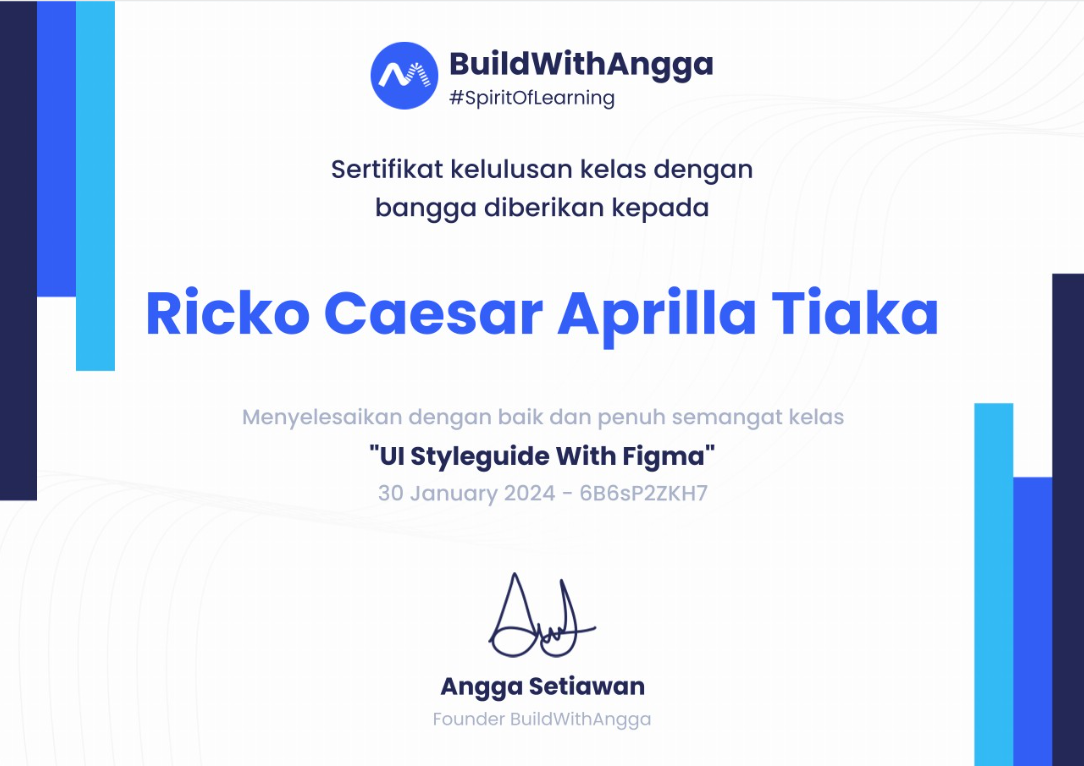 BuildWithAngga
#SpiritOfLearning
Sertifikat kelulusan kelas dengan
bangga diberikan kepada
Ricko Caesar Aprilla Tiaka
Menyelesaikan dengan baik dan penuh semangat kelas
"UI Styleguide With Figma"
30 January 2024 - 6B6sP2ZKH7
Angga Setiawan
Founder BuildWithAngga